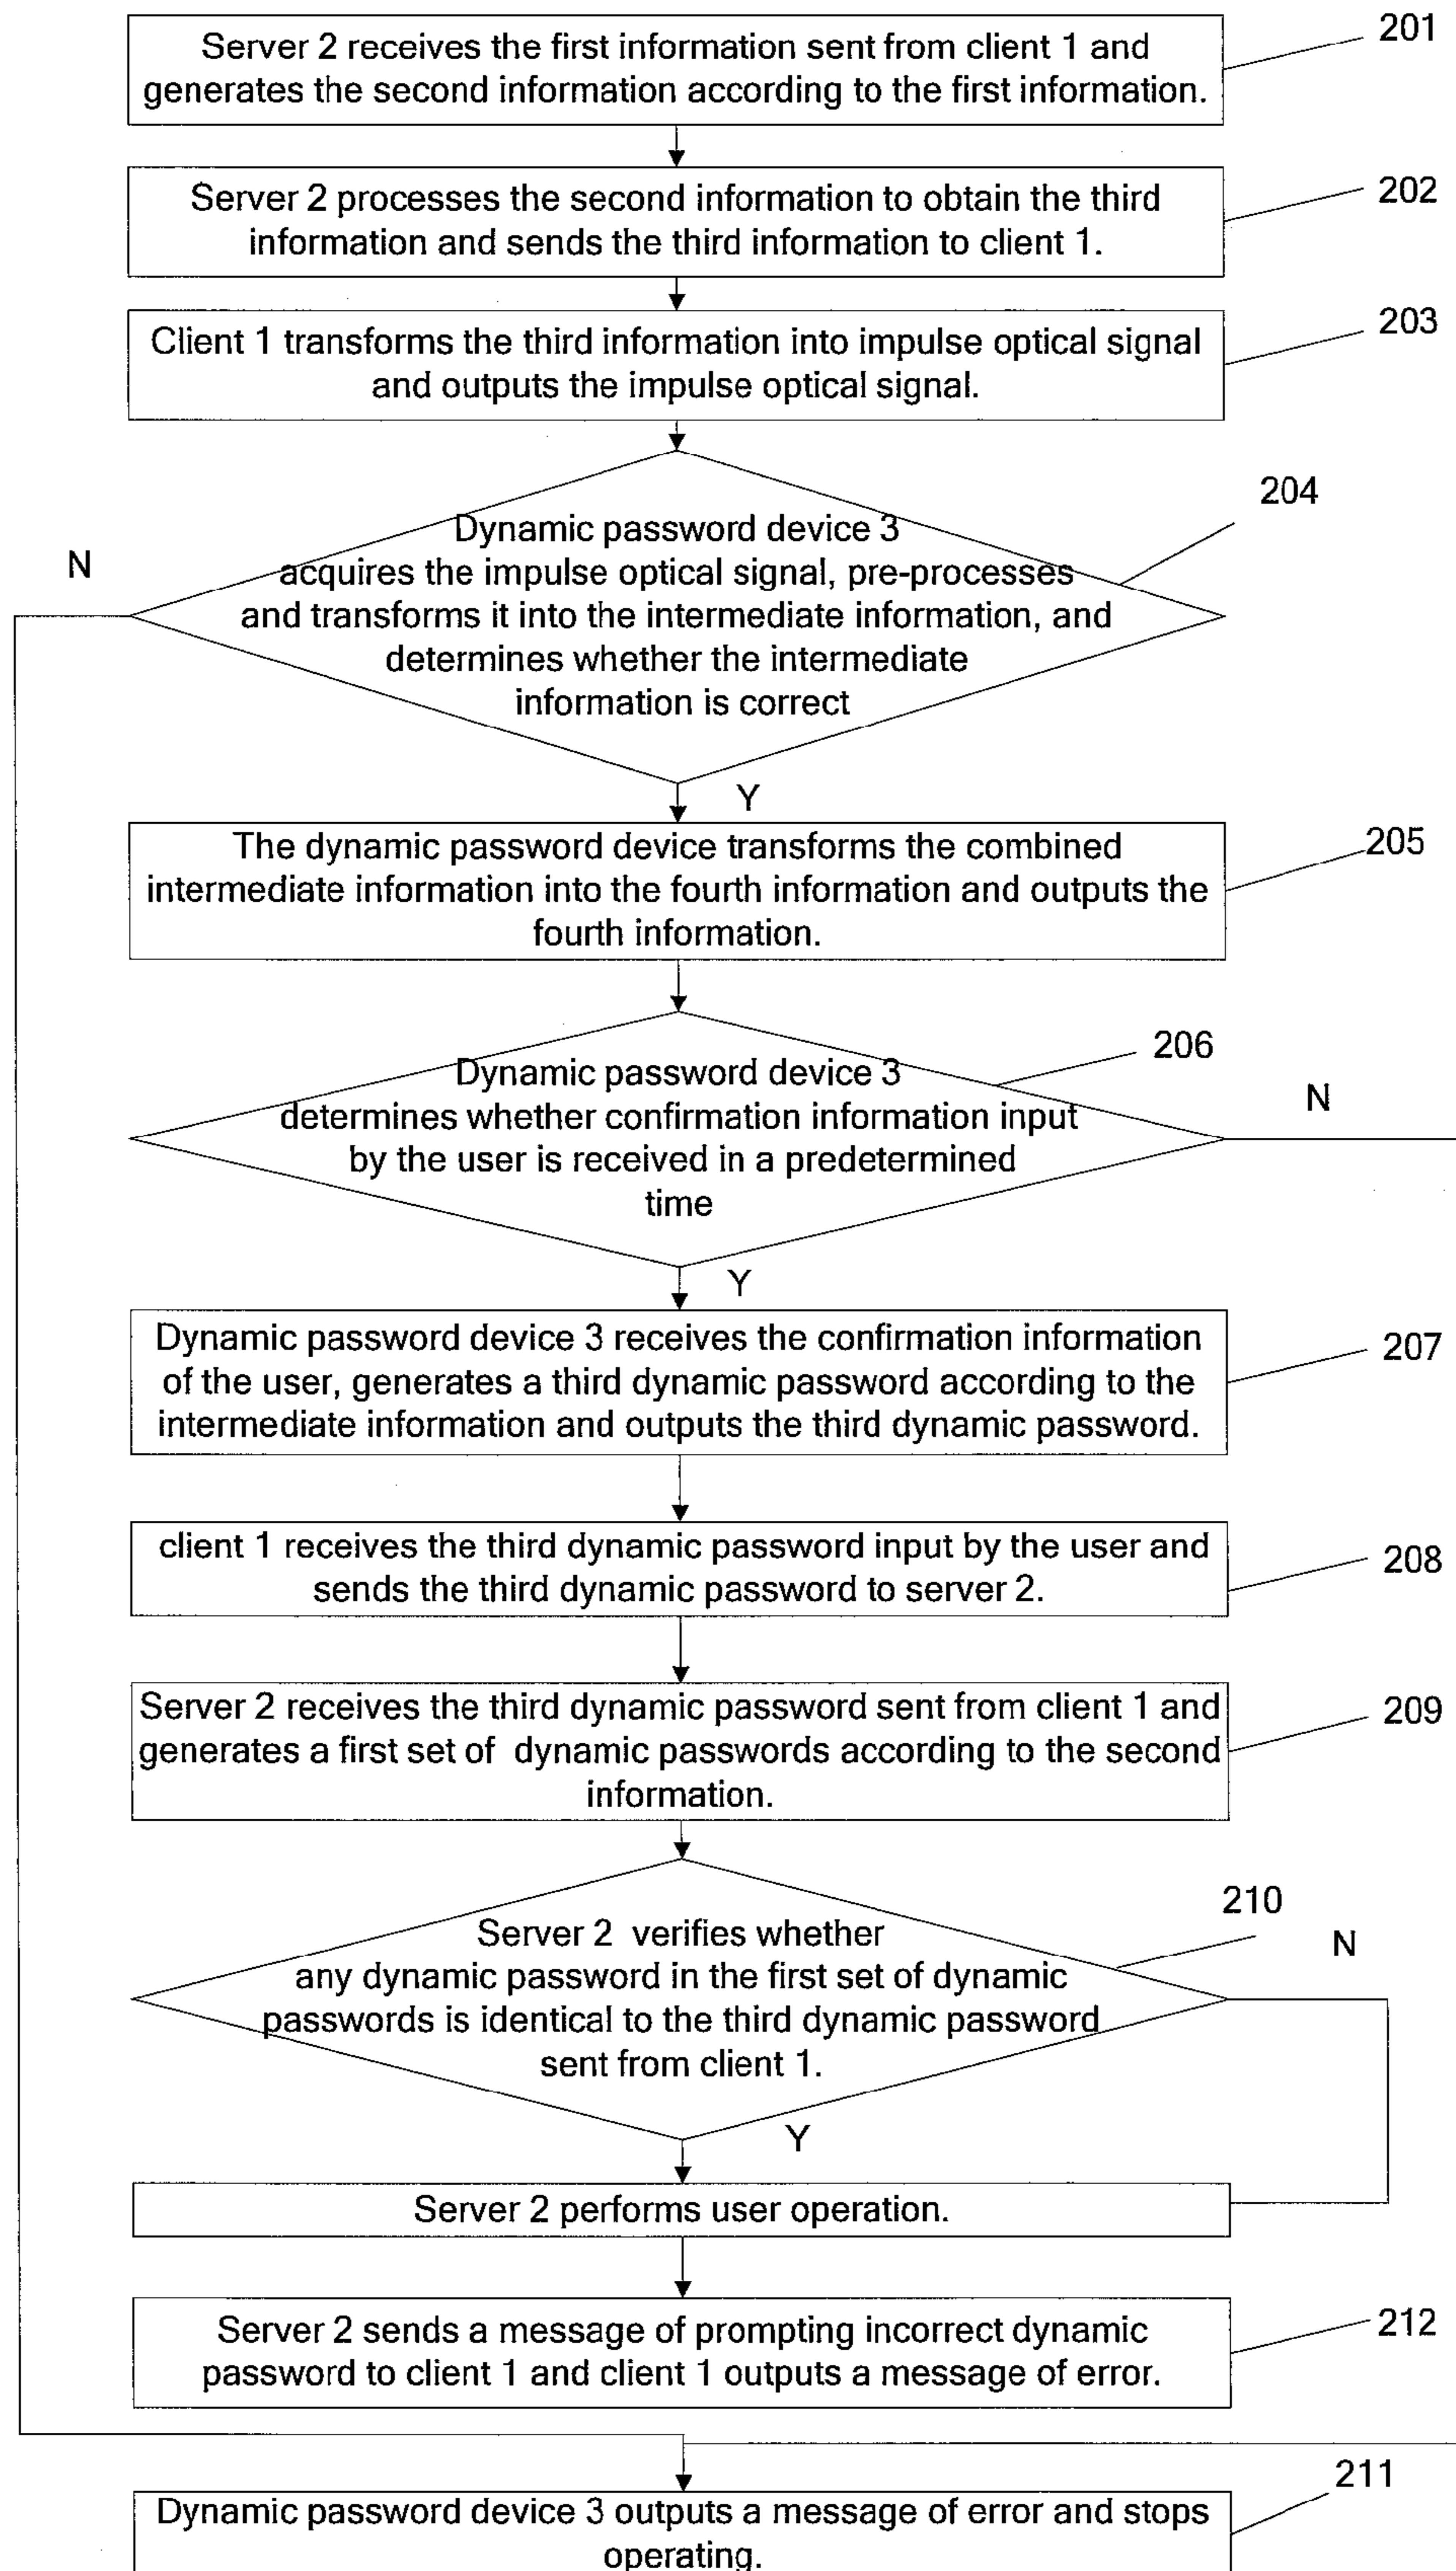 Server 2 receives the first information sent from client 1 and
generates the second information according to the first information.
201
Server 2 processes the second information to obtain the third
information and sends the third information to client 1.
202
Client 1 transforms the third information into impulse optical signal
and outputs the impulse optical signal.
203
Dynamic password device 3
acquires the impulse optical signal, pre-processes
and transforms it into the intermediate information, and
determines whether the intermediate
information is correct
204
N
Y
The dynamic password device transforms the combined
intermediate information into the fourth information and outputs the
fourth information.
205
Dynamic password device 3
determines whether confirmation information input
by the user is received in a predetermined
time
206
N
Y
Dynamic password device 3 receives the confirmation information
of the user, generates a third dynamic password according to the
intermediate information and outputs the third dynamic password.
207
client 1 receives the third dynamic password input by the user and
sends the third dynamic password to server 2.
208
Server 2 receives the third dynamic password sent from client 1 and
generates a first set of dynamic passwords according to the second
information.
209
Server 2 verifies whether
any dynamic password in the first set of dynamic
passwords is identical to the third dynamic password
sent from client 1.
210
N
Y
Server 2 performs user operation.
Server 2 sends a message of prompting incorrect dynamic
password to client 1 and client 1 outputs a message of error.
212
211
Dynamic password device 3 outputs a message of error and stops
operating.